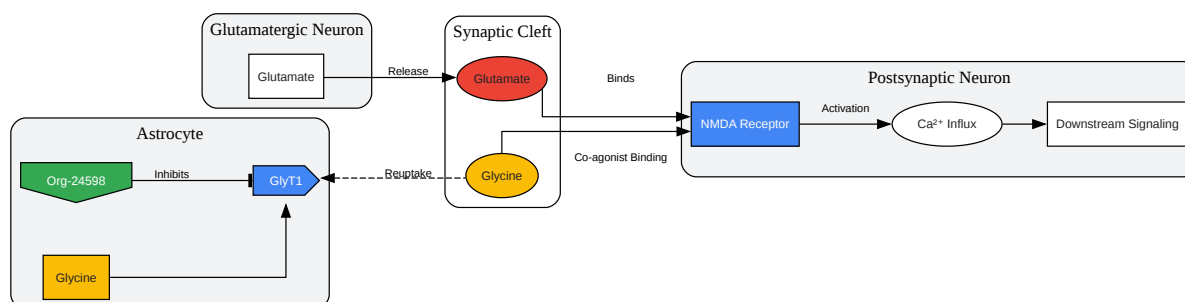 Glutamatergic Neuron
Glutamate
Release
Synaptic Cleft
Glutamate
Binds
Postsynaptic Neuron
NMDA Receptor
Activation
Ca²⁺ Influx
Downstream Signaling
Co-agonist Binding
Glycine
Reuptake
Astrocyte
Org-24598
Inhibits
GlyT1
Glycine